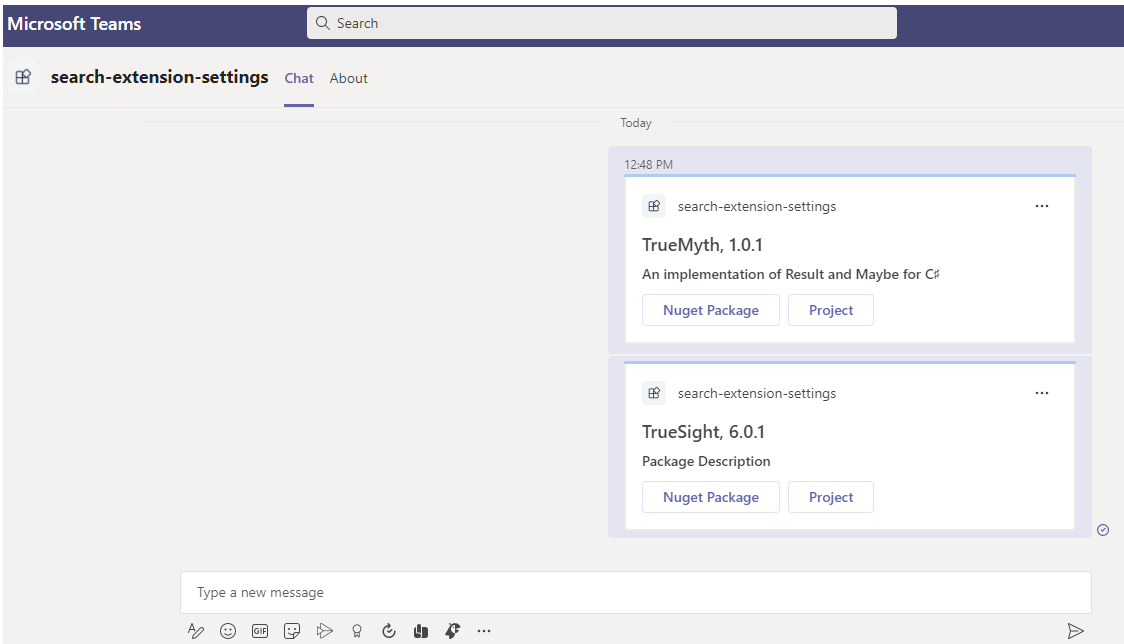 Microsoft Teams
Search
search-extension-settings Chat About
Today
12:48 PM
search-extension-settings
TrueMyth, 1.0.1
An implementation of Result and Maybe for C♯
Nuget Package Project
search-extension-settings
TrueSight, 6.0.1
Package Description
Nuget Package Project
Type a new message
GIF